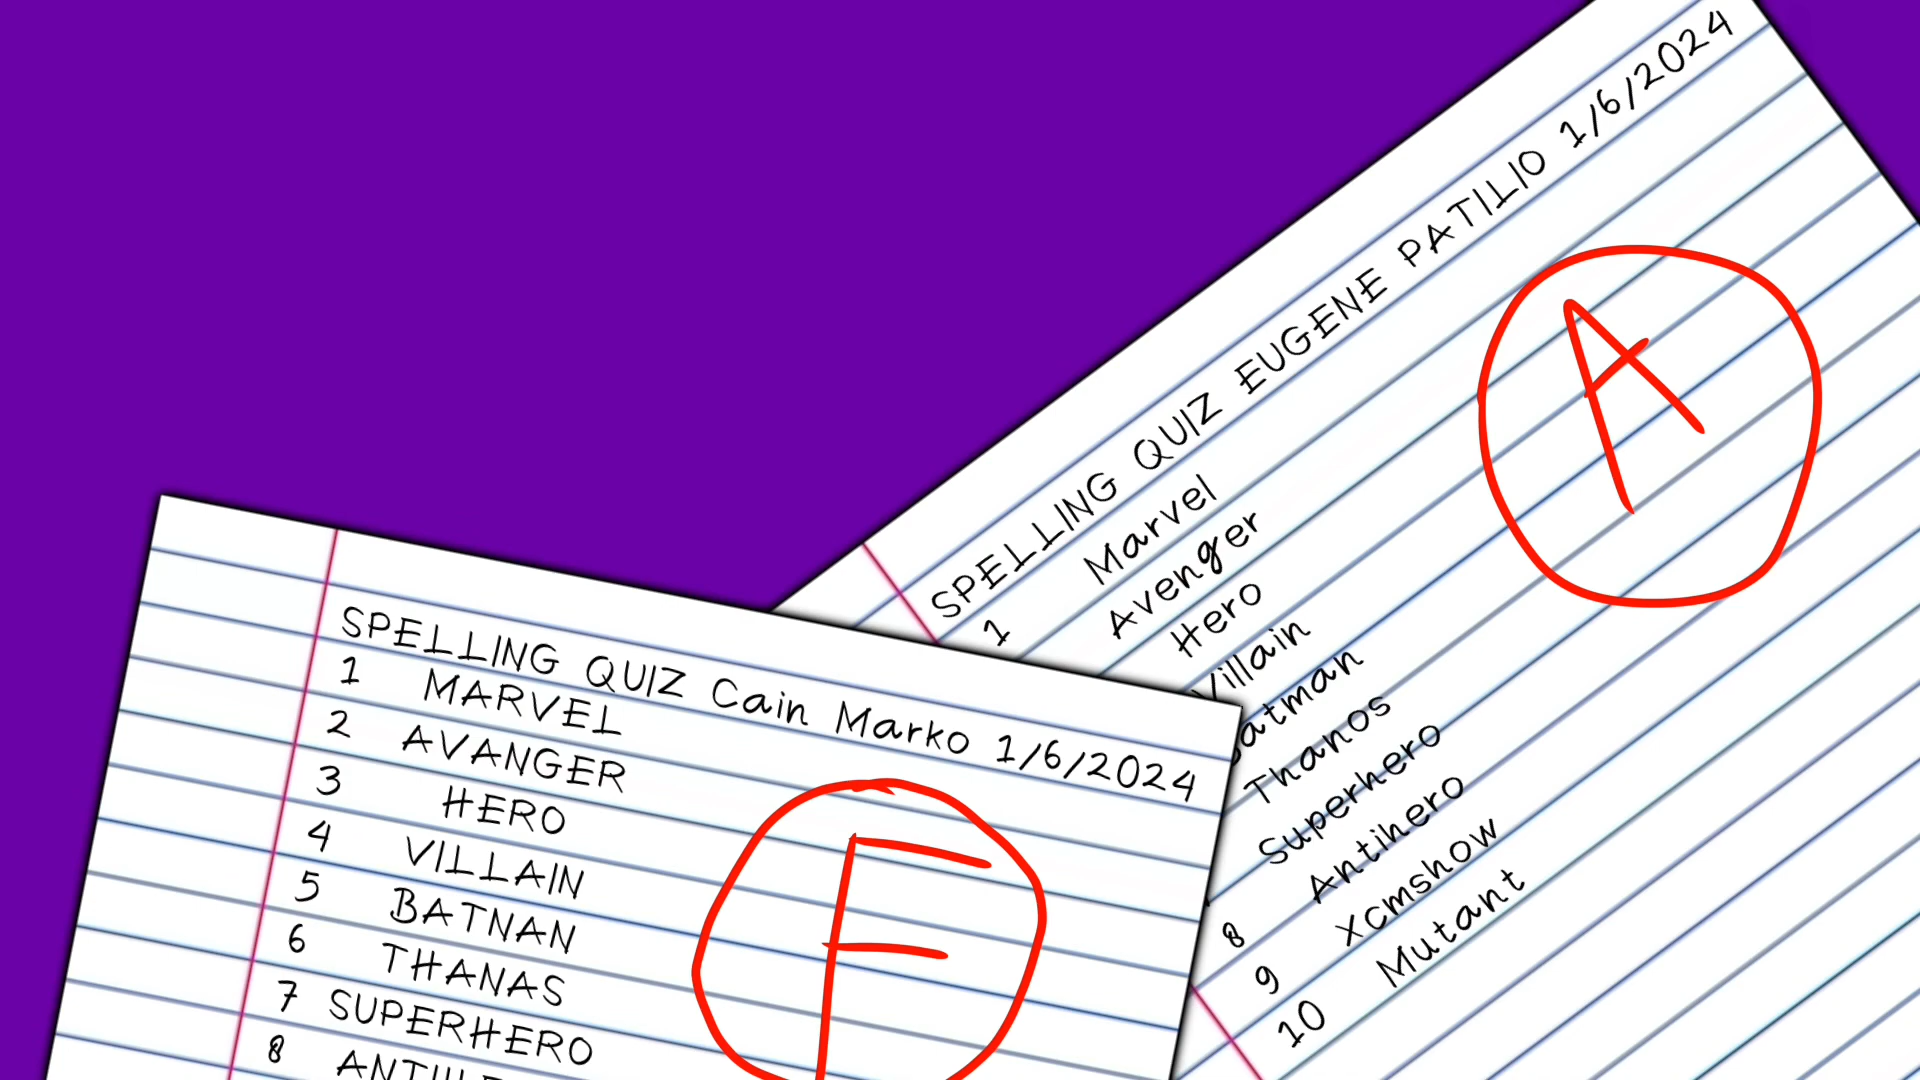 SPELLING QUIZ EUGENE PATILIO 1/6/2024
1 Marvel
Avenger
Hero
Villain
Batman
Thanos
Superhero
8 Antihero
9 Xcmshow
10 Mutant
A
SPELLING QUIZ Cain Marko 1/6/2024
1 MARVEL
2 AVANGER
3 HERO
4 VILLAIN
5 BATNAN
6 THANAS
7 SUPERHERO
8
F